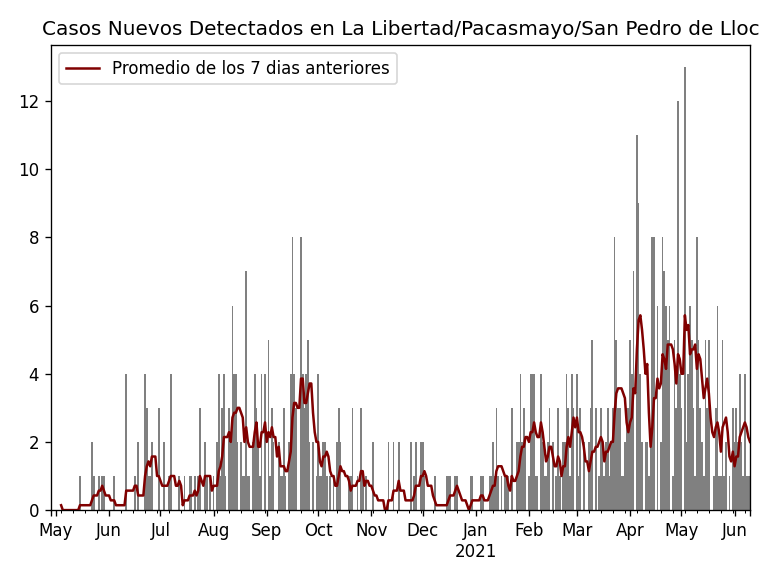 Casos Nuevos Detectados en La Libertad/Pacasmayo/San Pedro de Lloc
Promedio de los 7 dias anteriores
12
10
8
6
4
2
0
May Jun Jul Aug Sep Oct Nov Dec Jan Feb Mar Apr May Jun
2021